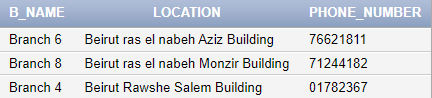 B_NAME LOCATION PHONE_NUMBER
Branch 6 Beirut ras el nabeh Aziz Building 76621811
Branch 8 Beirut ras el nabeh Monzir Building 71244182
Branch 4 Beirut Rawshe Salem Building 01782367